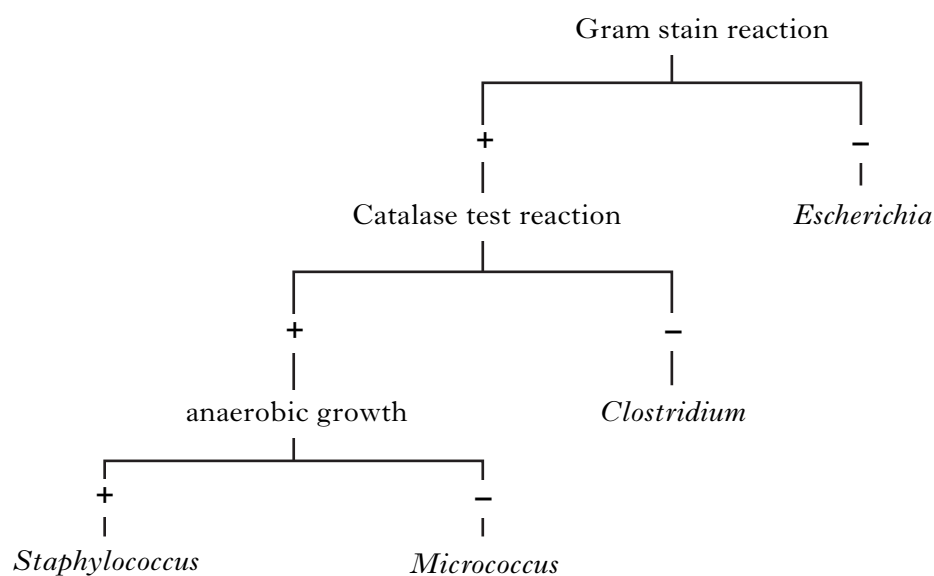 Gram stain reaction
+ −
Catalase test reaction Escherichia
+ −
anaerobic growth Clostridium
+ −
Staphylococcus Micrococcus